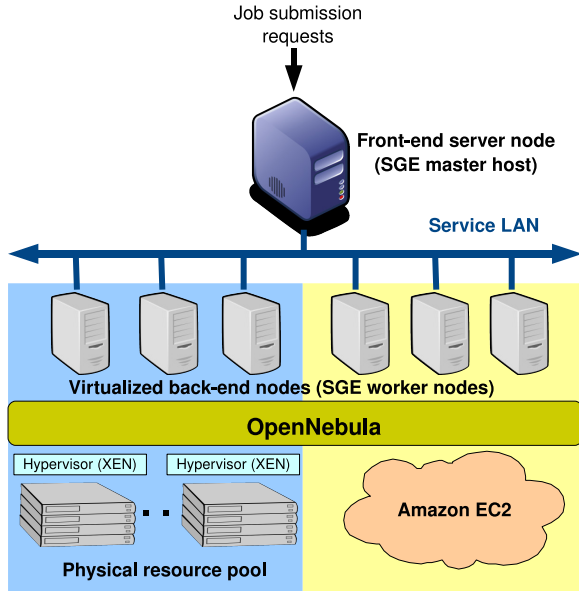 Job submission
requests
Front-end server node
(SGE master host)
Service LAN
Virtualized back-end nodes (SGE worker nodes)
OpenNebula
Hypervisor (XEN)
Hypervisor (XEN)
Amazon EC2
Physical resource pool